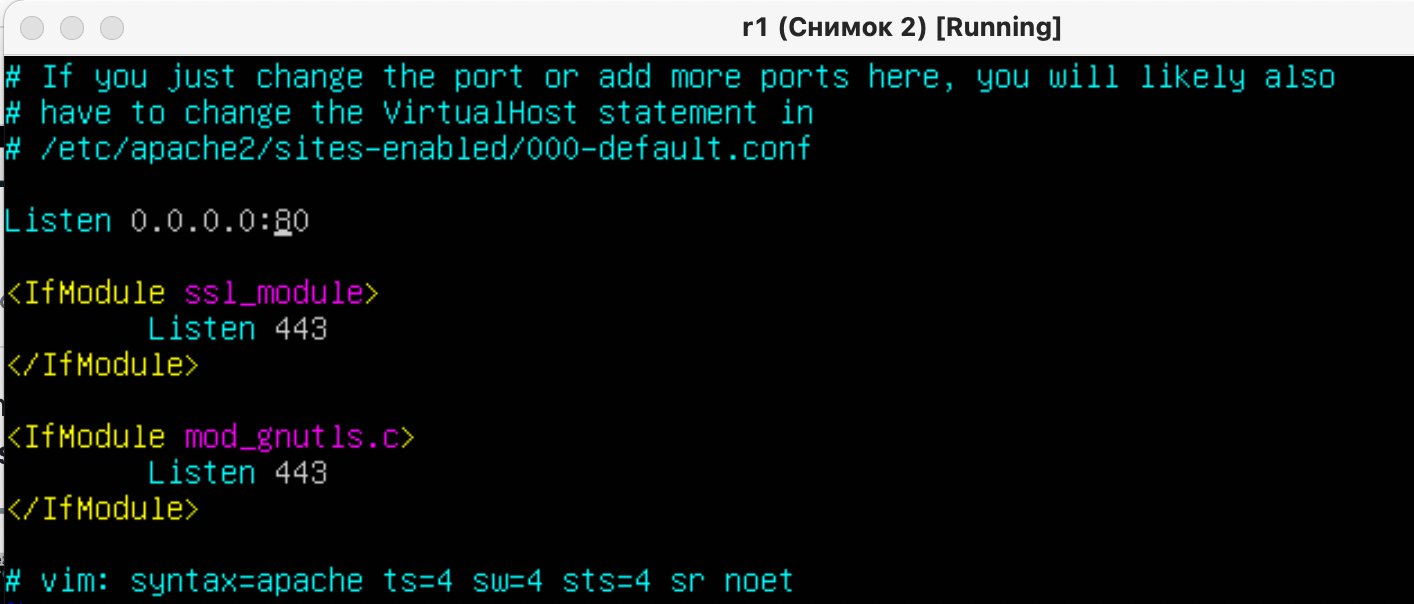 r1 (Снимок 2) [Running]
# If you just change the port or add more ports here, you will likely also
# have to change the VirtualHost statement in
# /etc/apache2/sites-enabled/000-default.conf
Listen 0.0.0.0:80
<IfModule ssl_module>
Listen 443
</IfModule>
<IfModule mod_gnutls.c>
Listen 443
</IfModule>
# vim: syntax=apache ts=4 sw=4 sts=4 sr noet